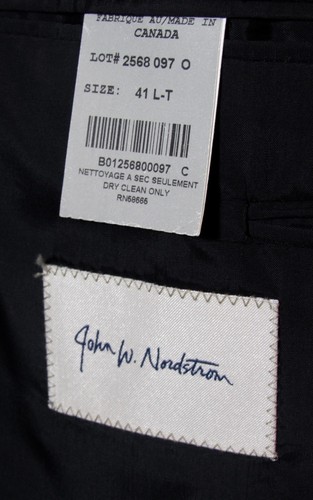 FABRIQUE AU/MADE IN
CANADA
LOT# 2568 097 O
SIZE: 41 L-T
B01256800097 C
NETTOYAGE A SEC SEULEMENT
DRY CLEAN ONLY
RN56665
John W. Nordstrom